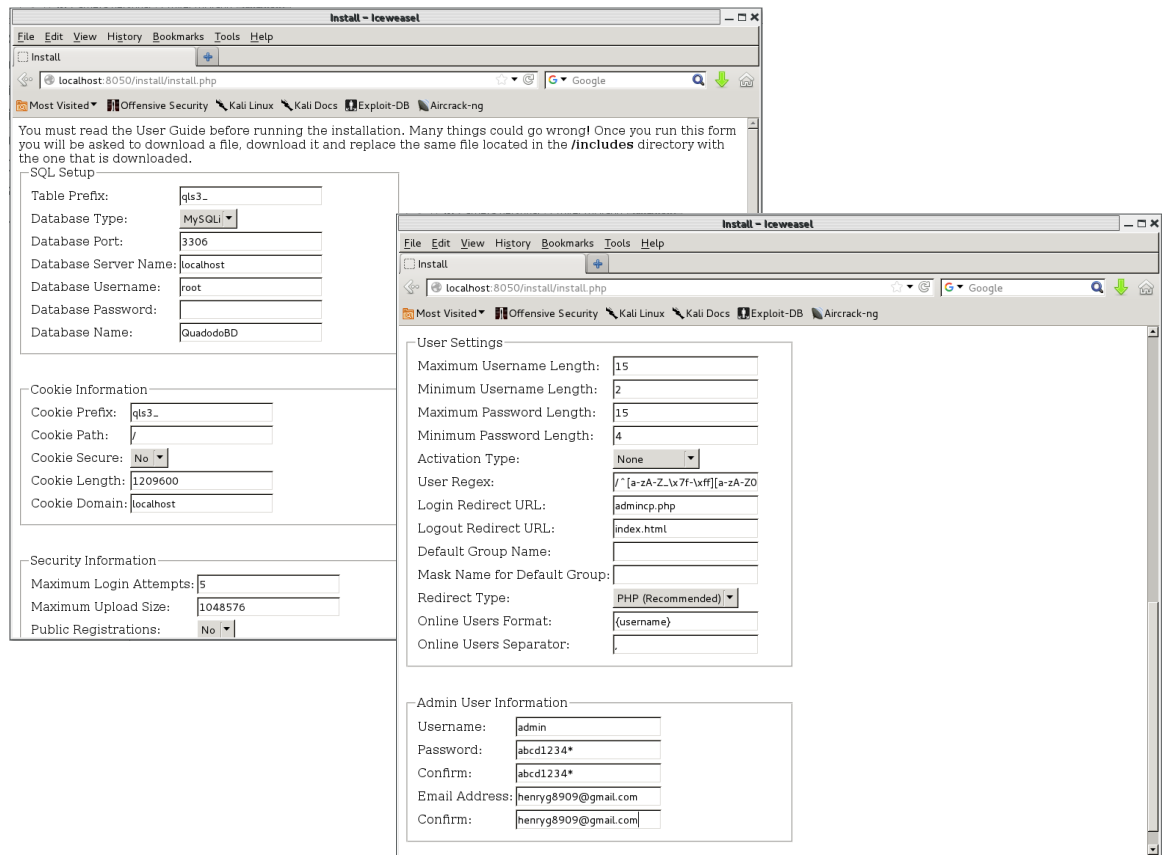 Install - Iceweasel
File Edit View History Bookmarks Tools Help
Install
localhost:8050/install/install.php
Google
Most Visited Offensive Security Kali Linux Kali Docs Exploit-DB Aircrack-ng
You must read the User Guide before running the installation. Many things could go wrong! Once you run this form
you will be asked to download a file, download it and replace the same file located in the /includes directory with
the one that is downloaded.
SQL Setup
Table Prefix: qls3_
Database Type: MySQLi
Database Port: 3306
Database Server Name: localhost
Database Username: root
Database Password:
Database Name: QuadodoBD
Cookie Information
Cookie Prefix: qls3_
Cookie Path: /
Cookie Secure: No
Cookie Length: 1209600
Cookie Domain: localhost
Security Information
Maximum Login Attempts: 5
Maximum Upload Size: 1048576
Public Registrations: No
Install - Iceweasel
File Edit View History Bookmarks Tools Help
Install
localhost:8050/install/install.php
Google
Most Visited Offensive Security Kali Linux Kali Docs Exploit-DB Aircrack-ng
User Settings
Maximum Username Length: 15
Minimum Username Length: 2
Maximum Password Length: 15
Minimum Password Length: 4
Activation Type: None
User Regex: /^[a-zA-Z_\x7f-\xff][a-zA-Z0
Login Redirect URL: admincp.php
Logout Redirect URL: index.html
Default Group Name:
Mask Name for Default Group:
Redirect Type: PHP (Recommended)
Online Users Format: {username}
Online Users Separator: ,
Admin User Information
Username: admin
Password: abcd1234*
Confirm: abcd1234*
Email Address: henryg8909@gmail.com
Confirm: henryg8909@gmail.com